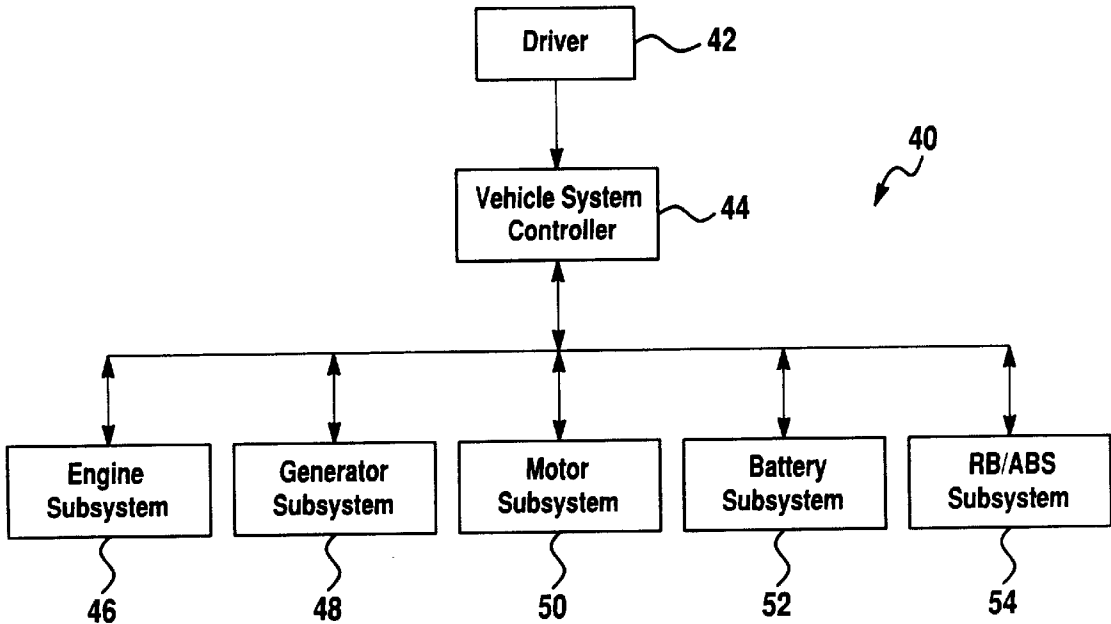 Driver
42
40
Vehicle System
Controller
44
Engine
Subsystem
Generator
Subsystem
Motor
Subsystem
Battery
Subsystem
RB/ABS
Subsystem
46
48
50
52
54